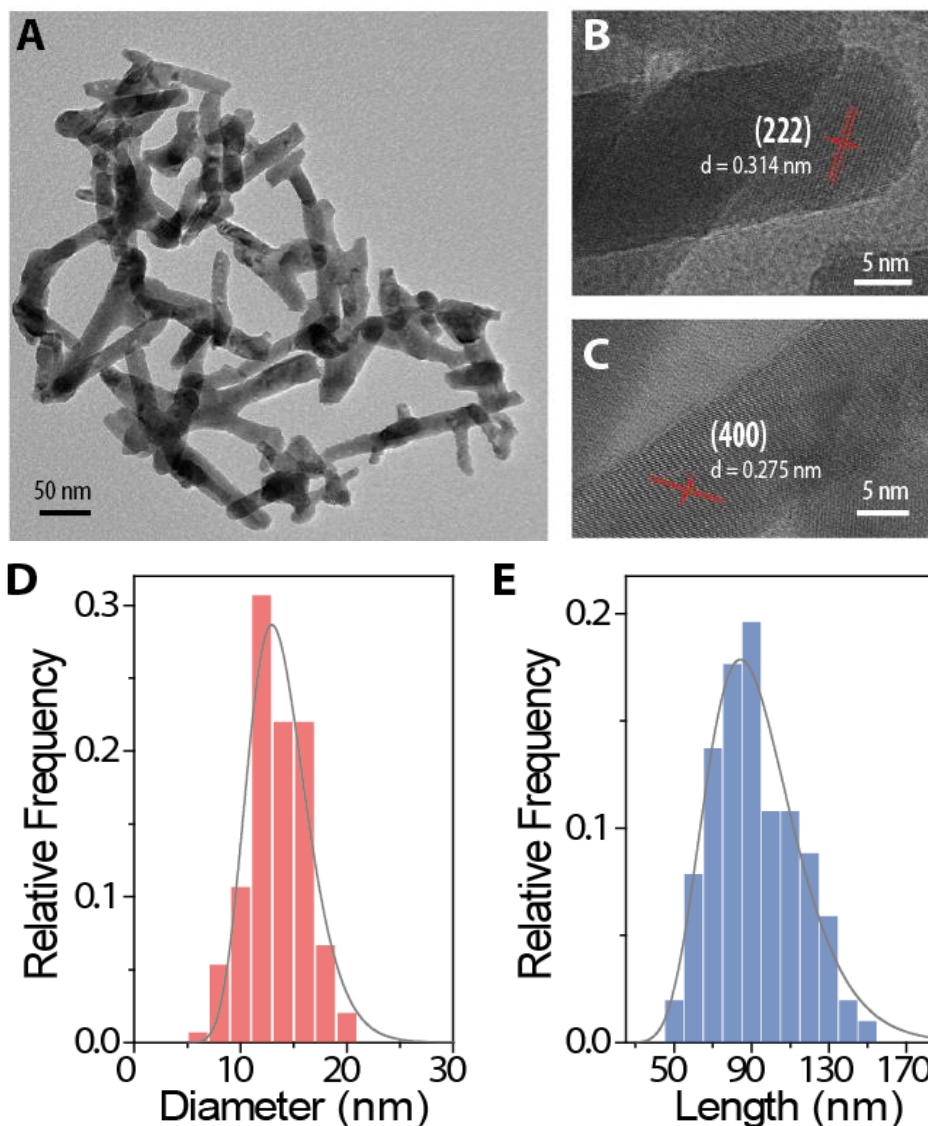 A
50 nm
B
(222)
d = 0.314 nm
5 nm
C
(400)
d = 0.275 nm
5 nm
D
Relative Frequency
0.3
0.2
0.1
0.0
0 10 20 30
Diameter (nm)
E
Relative Frequency
0.2
0.1
0.0
50 90 130 170
Length (nm)